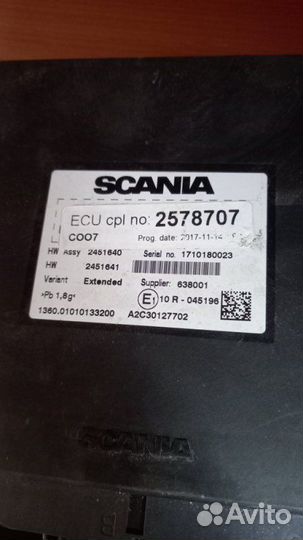 SCANIA
ECU cpl no: 2578707
COO7 Prog. date: 2017-11-14
HW Assy 2451640 Serial no. 1710180023
HW 2451641
Variant Extended Supplier: 638001
>Pb 1,8g< E1 10 R - 045196
1360.01010133200 A2C30127702
SCANIA
Avito